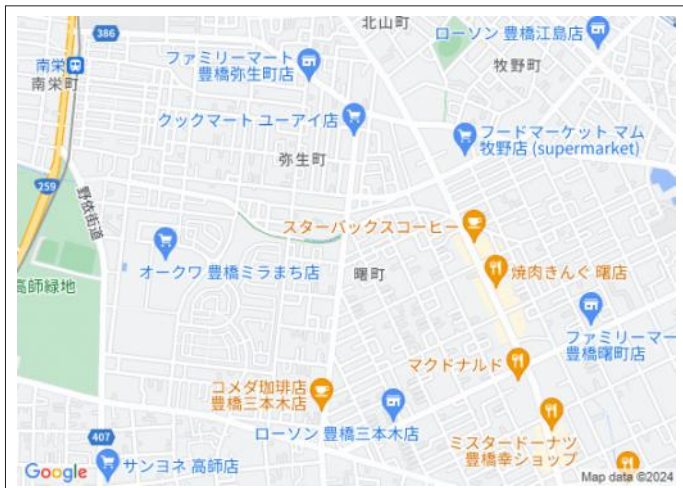 北山町
386
ローソン 豊橋江島店
南栄
南栄町
ファミリーマート
豊橋弥生町店
牧野町
クックマート ユーアイ店
フードマーケット マム
牧野店 (supermarket)
弥生町
259
野依街道
スターバックスコーヒー
オークワ 豊橋ミラまち店
曙町
焼肉きんぐ 曙店
高師緑地
ファミリーマー
豊橋曙町店
マクドナルド
コメダ珈琲店
豊橋三本木店
ローソン 豊橋三本木店
ミスタードーナツ
豊橋幸ショップ
407
サンヨネ 高師店
Google
Map data ©2024